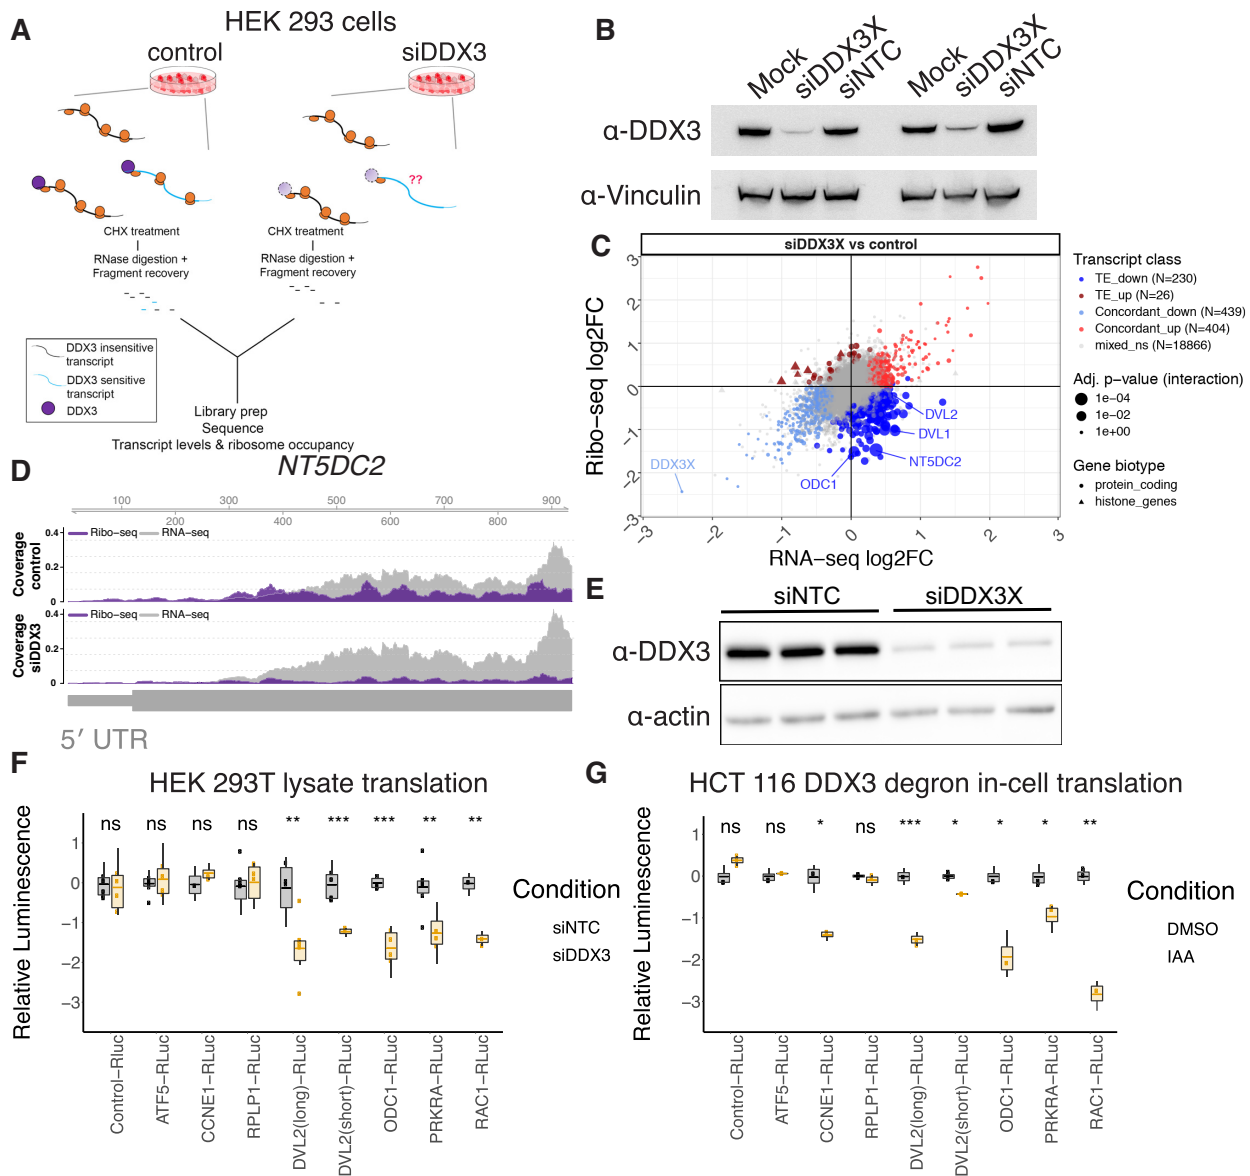 A
HEK 293 cells
control
siDDX3
??
CHX treatment
CHX treatment
RNase digestion +
Fragment recovery
RNase digestion +
Fragment recovery
DDX3 insensitive
transcript
DDX3 sensitive
transcript
DDX3
Library prep
Sequence
Transcript levels & ribosome occupancy
B
Mock
siDDX3X
siNTC
Mock
siDDX3X
siNTC
α-DDX3
α-Vinculin
C
siDDX3X vs control
Ribo−seq log2FC
3
2
1
0
−1
−2
−3
DVL2
DVL1
NT5DC2
ODC1
DDX3X
−3
−2
−1
0
1
2
3
RNA−seq log2FC
Transcript class
TE_down (N=230)
TE_up (N=26)
Concordant_down (N=439)
Concordant_up (N=404)
mixed_ns (N=18866)
Adj. p−value (interaction)
1e−04
1e−02
1e+00
Gene biotype
protein_coding
histone_genes
D
NT5DC2
100
300
500
700
900
200
400
600
800
Coverage
control
0.4
0.2
0
Ribo−seq
RNA−seq
Coverage
siDDX3
0.4
0.2
0
Ribo−seq
RNA−seq
5′ UTR
E
siNTC
siDDX3X
α-DDX3
α-actin
F
HEK 293T lysate translation
Relative Luminescence
1
0
−1
−2
−3
ns
ns
ns
ns
**
***
***
**
**
Control−Rluc
ATF5−RLuc
CCNE1−RLuc
RPLP1−RLuc
DVL2(long)−RLuc
DVL2(short)−RLuc
ODC1−RLuc
PRKRA−RLuc
RAC1−RLuc
Condition
siNTC
siDDX3
G
HCT 116 DDX3 degron in-cell translation
Relative Luminescence
1
0
−1
−2
−3
ns
ns
*
ns
***
*
*
*
**
Control−RLuc
ATF5−RLuc
CCNE1−RLuc
RPLP1−RLuc
DVL2(long)−RLuc
DVL2(short)−RLuc
ODC1−RLuc
PRKRA−RLuc
RAC1−RLuc
Condition
DMSO
IAA